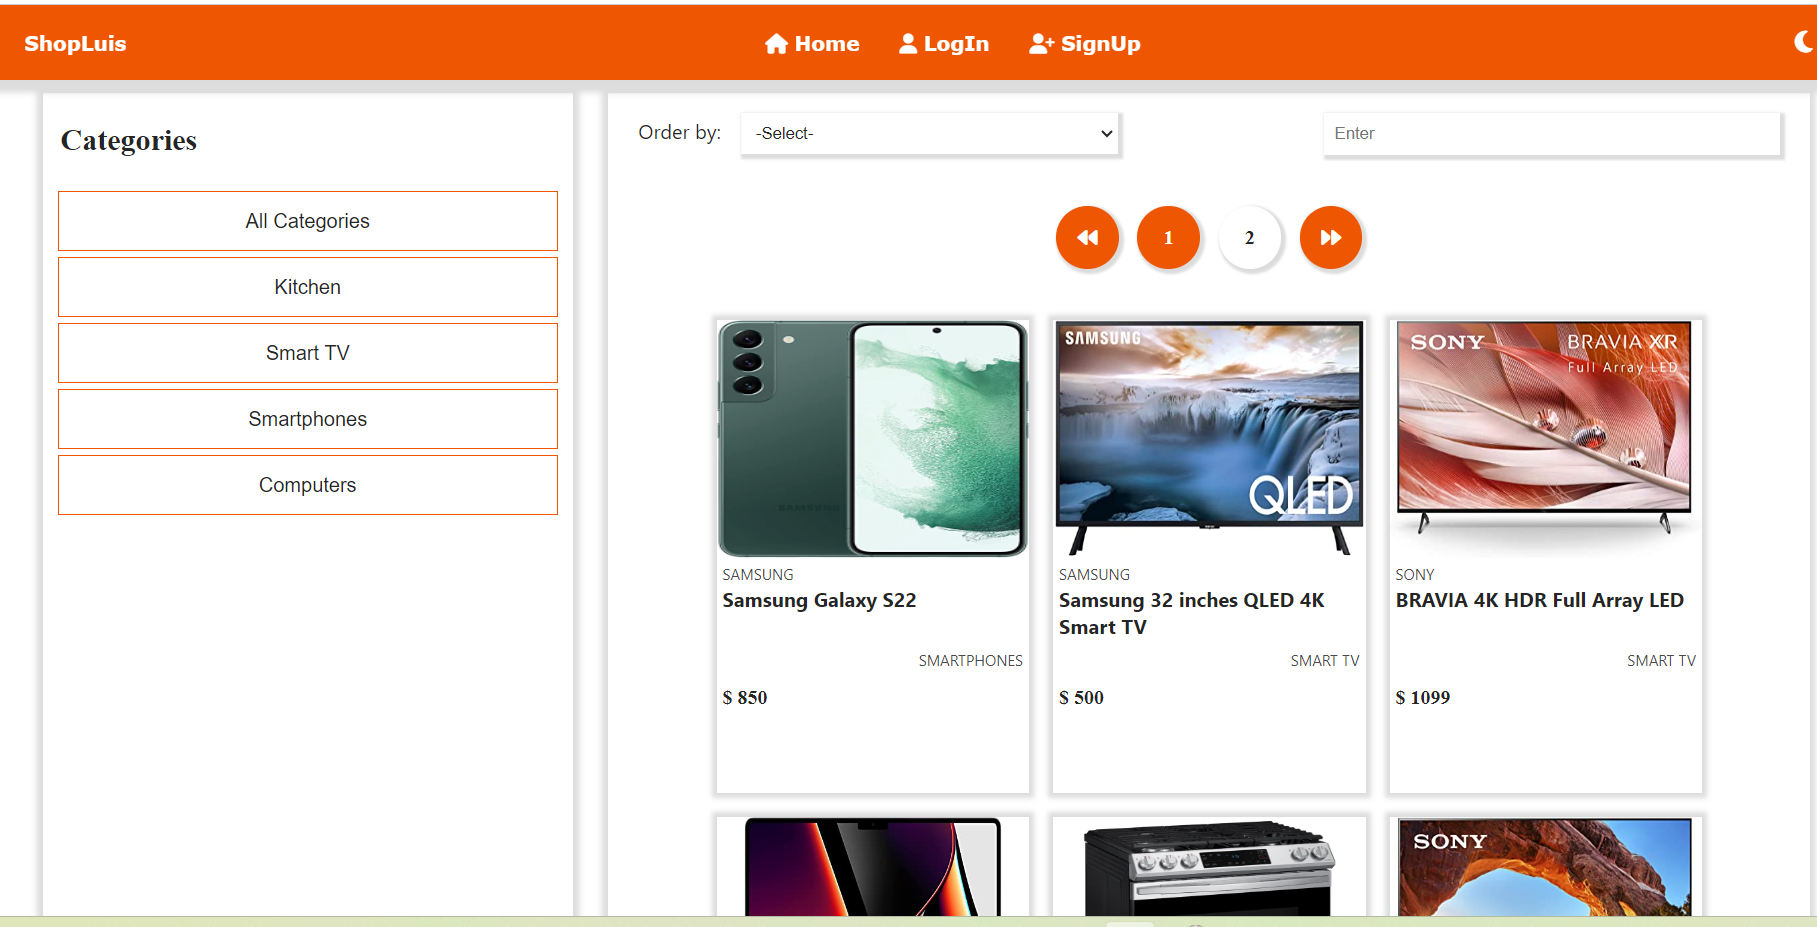 ShopLuis
Home
LogIn
SignUp
Categories
All Categories
Kitchen
Smart TV
Smartphones
Computers
Order by:
-Select-
Enter
1
2
SAMSUNG
SAMSUNG
Samsung Galaxy S22
SMARTPHONES
$ 850
SAMSUNG
QLED
SAMSUNG
Samsung 32 inches QLED 4K
Smart TV
SMART TV
$ 500
SONY
BRAVIA XR
Full Array LED
SONY
BRAVIA 4K HDR Full Array LED
SMART TV
$ 1099
SONY